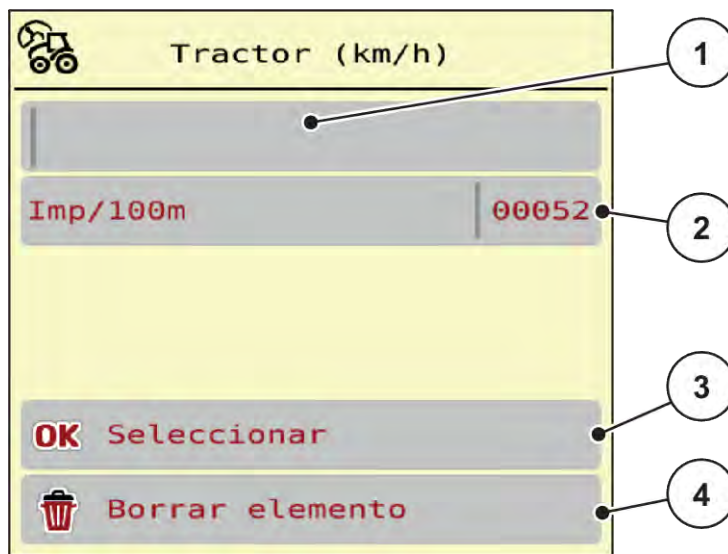 Tractor (km/h)
1
Imp/100m 00052
2
OK Seleccionar
3
Borrar elemento
4